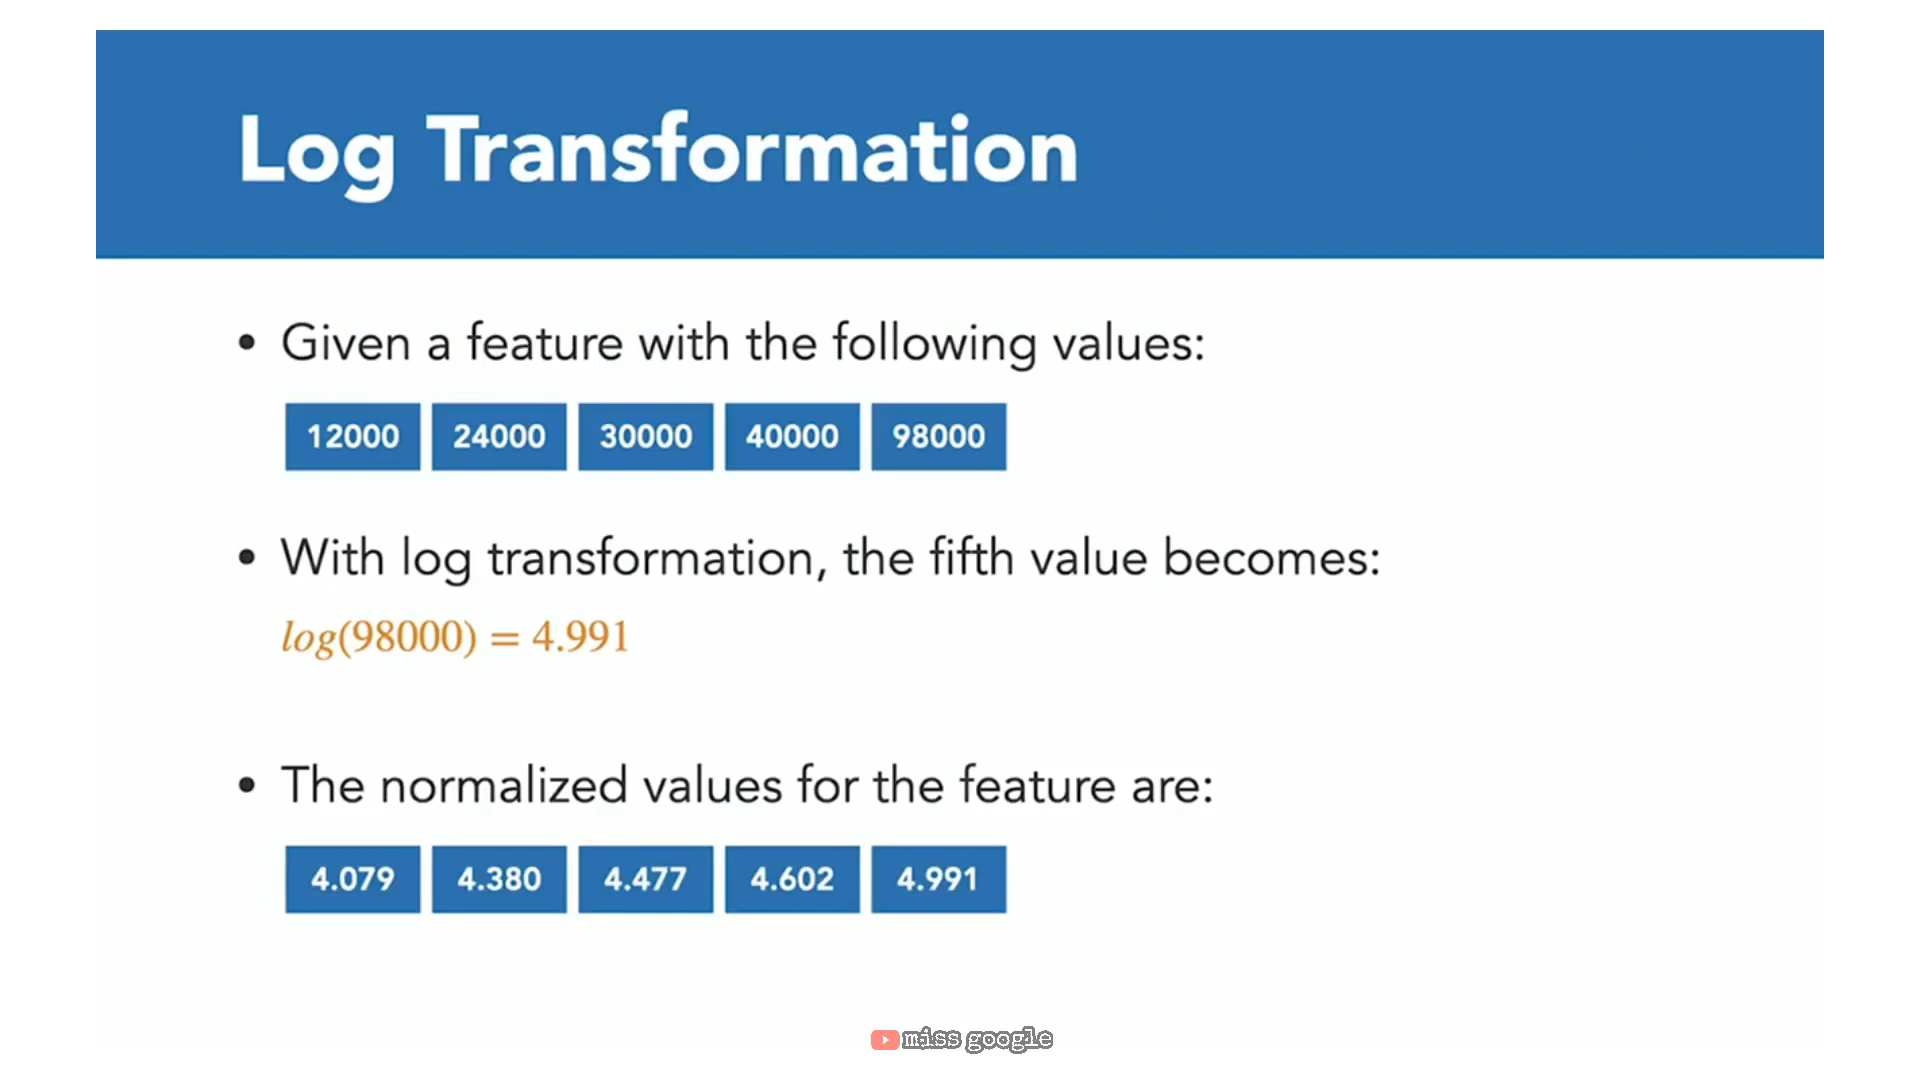 Log Transformation
• Given a feature with the following values:
12000 24000 30000 40000 98000
• With log transformation, the fifth value becomes:
log(98000) = 4.991
• The normalized values for the feature are:
4.079 4.380 4.477 4.602 4.991
miss google